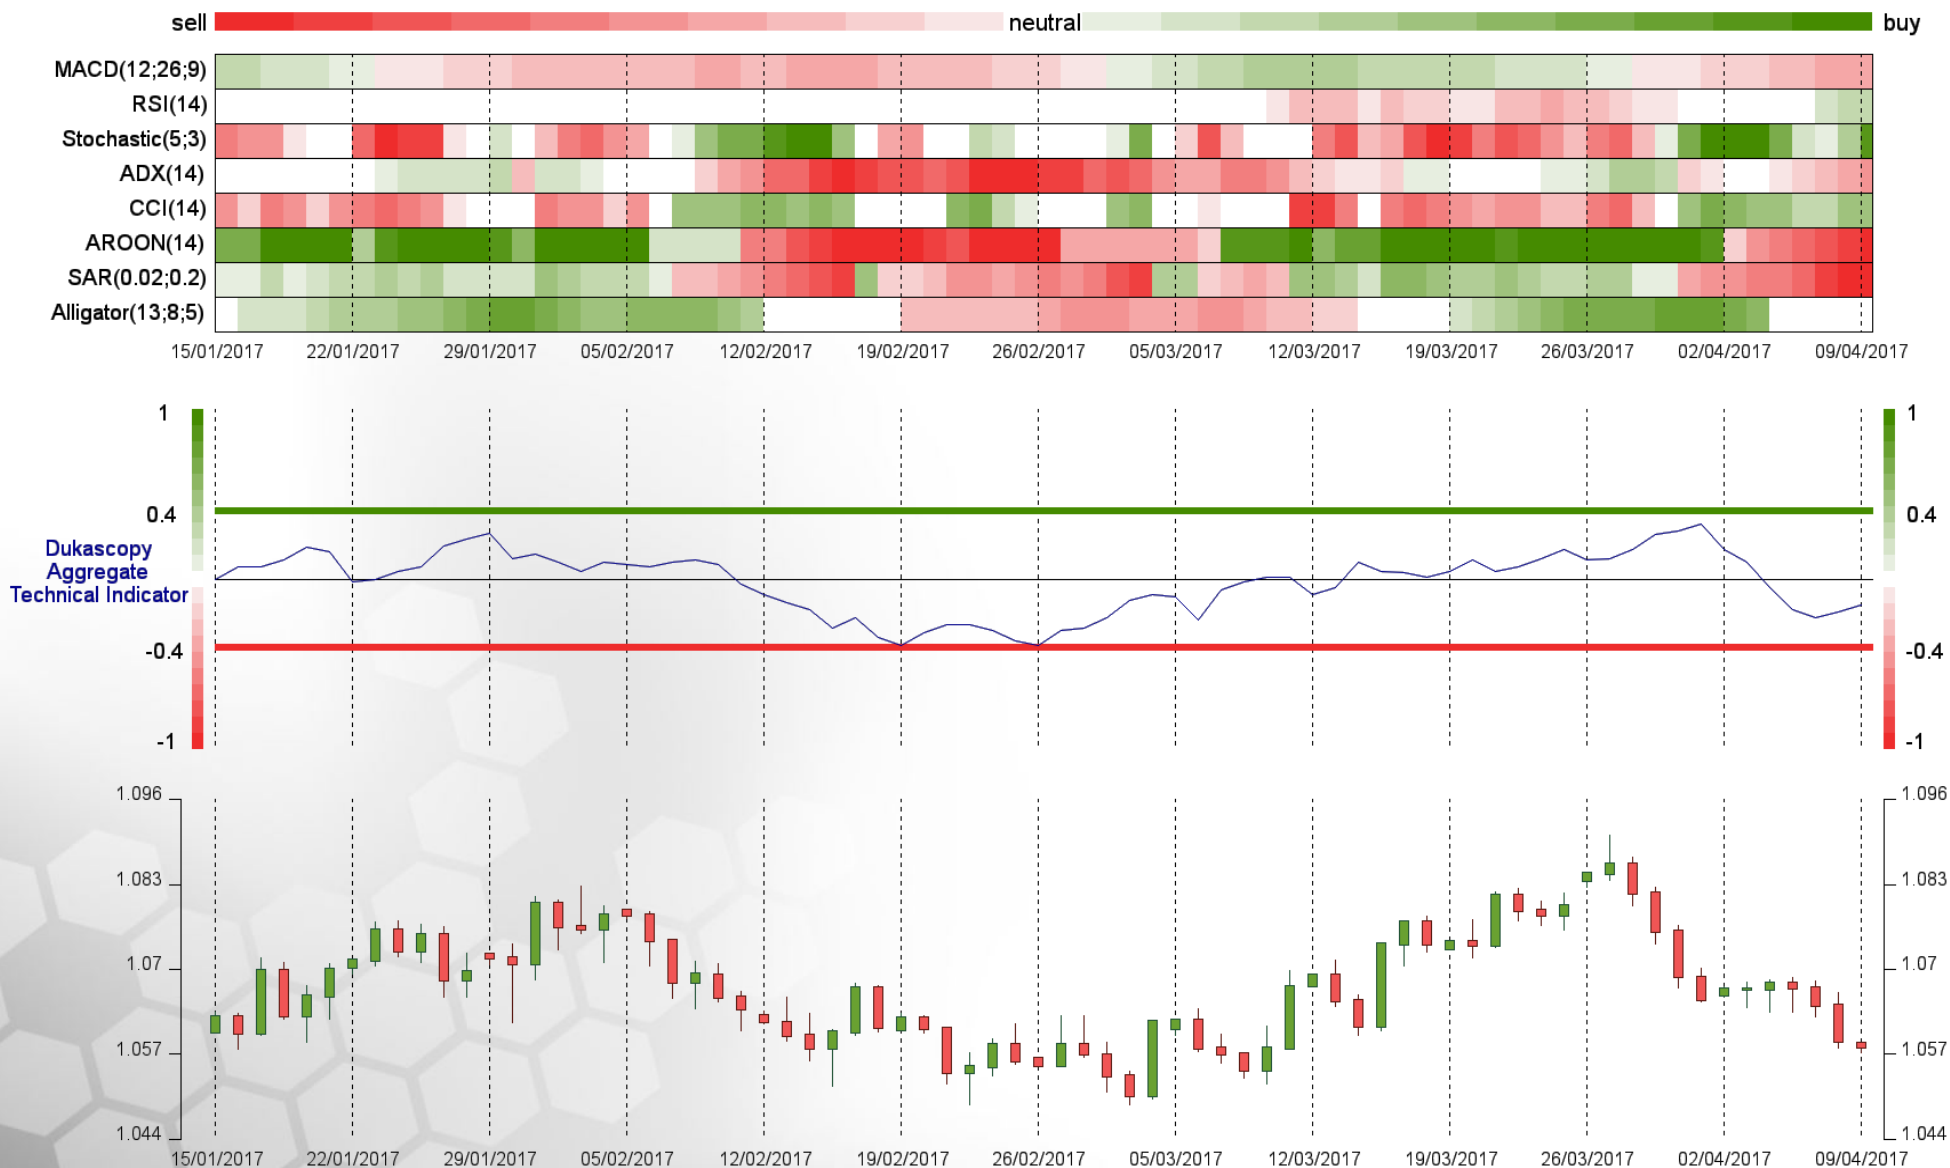 sell neutral buy
MACD(12;26;9)
RSI(14)
Stochastic(5;3)
ADX(14)
CCI(14)
AROON(14)
SAR(0.02;0.2)
Alligator(13;8;5)
15/01/2017 22/01/2017 29/01/2017 05/02/2017 12/02/2017 19/02/2017 26/02/2017 05/03/2017 12/03/2017 19/03/2017 26/03/2017 02/04/2017 09/04/2017
1 1
0.4 0.4
Dukascopy
Aggregate
Technical Indicator
-0.4 -0.4
-1 -1
1.096 1.096
1.083 1.083
1.07 1.07
1.057 1.057
1.044 1.044
15/01/2017 22/01/2017 29/01/2017 05/02/2017 12/02/2017 19/02/2017 26/02/2017 05/03/2017 12/03/2017 19/03/2017 26/03/2017 02/04/2017 09/04/2017